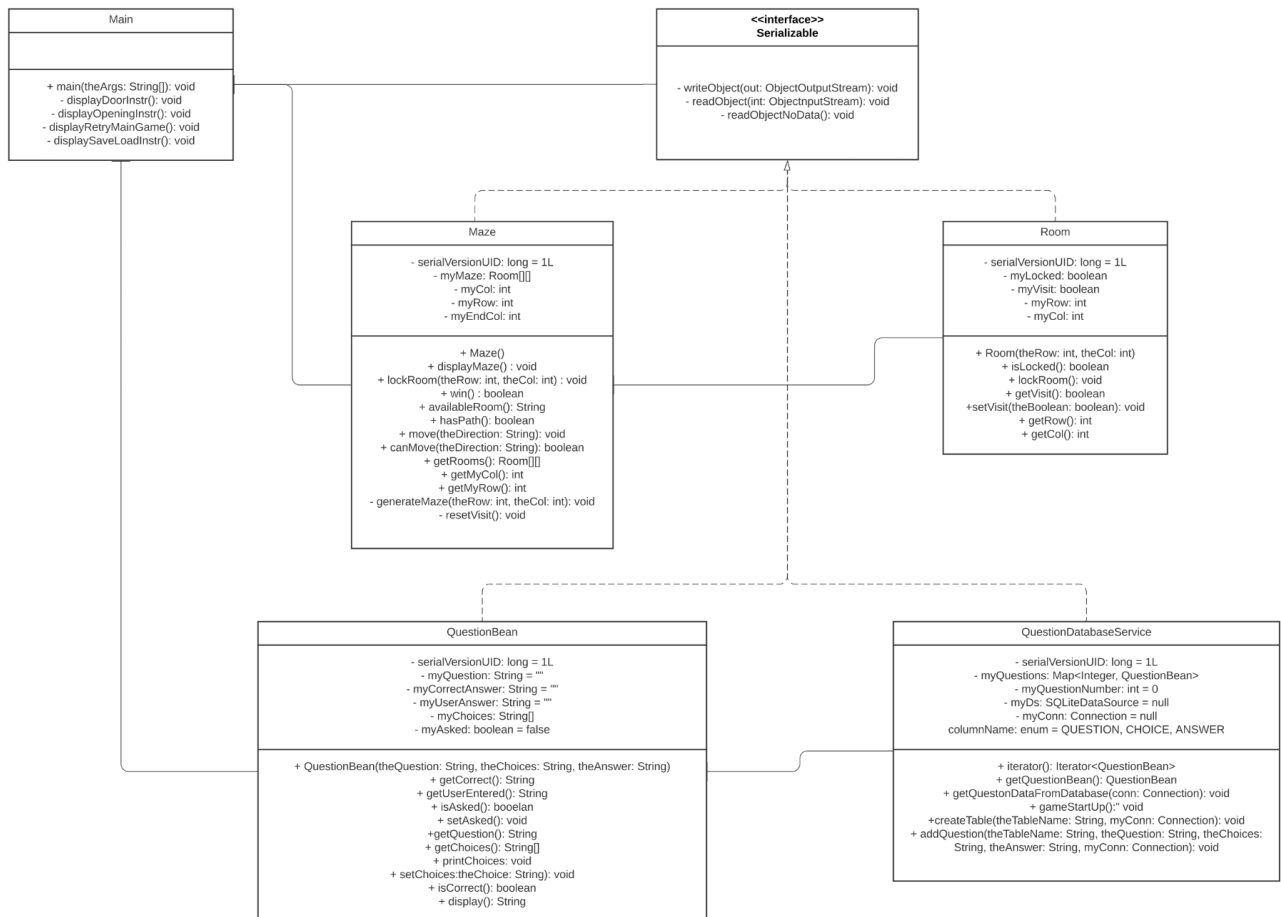 Main
+ main(theArgs: String[]): void
- displayDoorInstr(): void
- displayOpeningInstr(): void
- displayRetryMainGame(): void
- displaySaveLoadInstr(): void
<<interface>>
Serializable
- writeObject(out: ObjectOutputStream): void
- readObject(int: ObjectnputStream): void
- readObjectNoData(): void
Maze
- serialVersionUID: long = 1L
- myMaze: Room[][]
- myCol: int
- myRow: int
- myEndCol: int
+ Maze()
+ displayMaze() : void
+ lockRoom(theRow: int, theCol: int) : void
+ win() : boolean
+ availableRoom(): String
+ hasPath(): boolean
+ move(theDirection: String): void
+ canMove(theDirection: String): boolean
+ getRooms(): Room[][]
+ getMyCol(): int
+ getMyRow(): int
- generateMaze(theRow: int, theCol: int): void
- resetVisit(): void
Room
- serialVersionUID: long = 1L
- myLocked: boolean
- myVisit: boolean
- myRow: int
- myCol: int
+ Room(theRow: int, theCol: int)
+ isLocked(): boolean
+ lockRoom(): void
+ getVisit(): boolean
+setVisit(theBoolean: boolean): void
+ getRow(): int
+ getCol(): int
QuestionBean
- serialVersionUID: long = 1L
- myQuestion: String = ""
- myCorrectAnswer: String = ""
- myUserAnswer: String = ""
- myChoices: String[]
- myAsked: boolean = false
+ QuestionBean(theQuestion: String, theChoices: String, theAnswer: String)
+ getCorrect(): String
+ getUserEntered(): String
+ isAsked(): booelan
+ setAsked(): void
+getQuestion(): String
+ getChoices(): String[]
+ printChoices: void
+ setChoices:theChoice: String): void
+ isCorrect(): boolean
+ display(): String
QuestionDatabaseService
- serialVersionUID: long = 1L
- myQuestions: Map<Integer, QuestionBean>
- myQuestionNumber: int = 0
- myDs: SQLiteDataSource = null
- myConn: Connection = null
columnName: enum = QUESTION, CHOICE, ANSWER
+ iterator(): Iterator<QuestionBean>
+ getQuestionBean(): QuestionBean
+ getQuestonDataFromDatabase(conn: Connection): void
+ gameStartUp():" void
+createTable(theTableName: String, myConn: Connection): void
+ addQuestion(theTableName: String, theQuestion: String, theChoices:
String, theAnswer: String, myConn: Connection): void